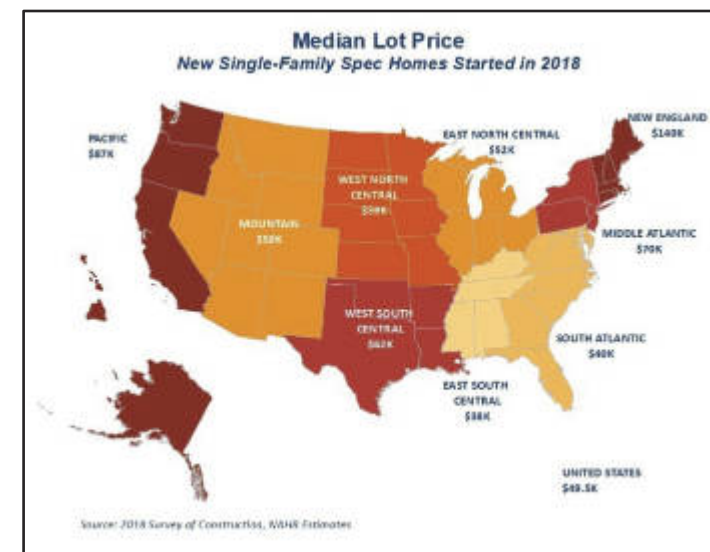 Median Lot Price
New Single-Family Spec Homes Started in 2018
NEW ENGLAND
$140K
EAST NORTH CENTRAL
$52K
PACIFIC
WEST NORTH
CENTRAL
MOUNTAIN
MIDDLE ATLANTIC
$70K
WEST SOUTH
CENTRAL
$62K
SOUTH ATLANTIC
$40K
EAST SOUTH
CENTRAL
UNITED STATES
$49.5K
Source: 2018 Survey of Construction, NAHB Estimates